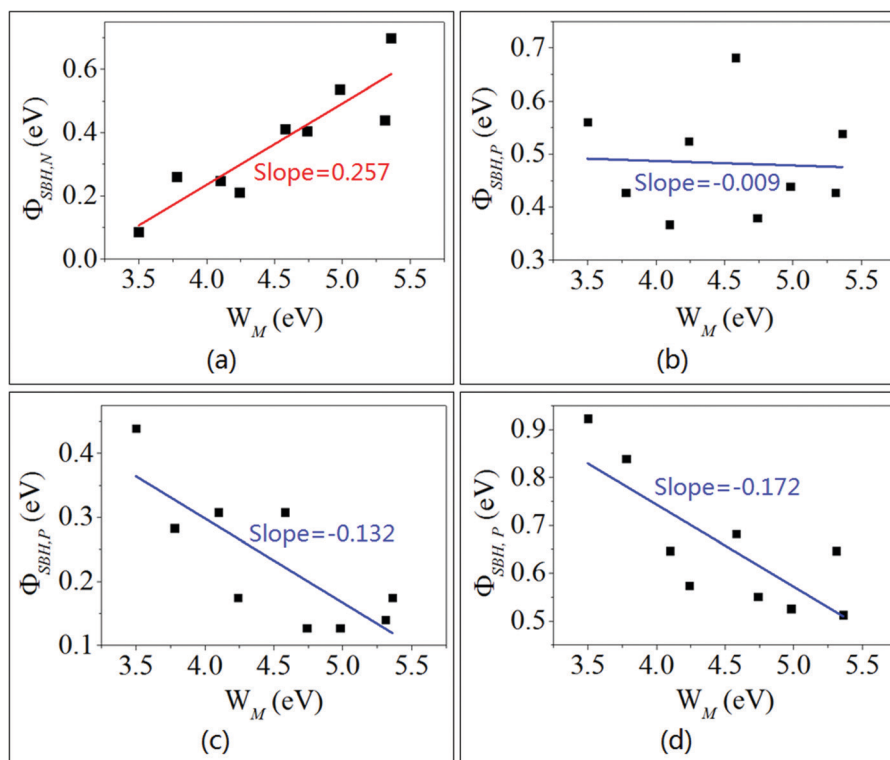 Φ_SBH,N (eV)
0.6
0.4
0.2
0.0
Slope=0.257
3.5 4.0 4.5 5.0 5.5
W_M (eV)
(a)
Φ_SBH,P (eV)
0.7
0.6
0.5
0.4
0.3
Slope=-0.009
3.5 4.0 4.5 5.0 5.5
W_M (eV)
(b)
Φ_SBH,P (eV)
0.4
0.3
0.2
0.1
Slope=-0.132
3.5 4.0 4.5 5.0 5.5
W_M (eV)
(c)
Φ_SBH, P (eV)
0.9
0.8
0.7
0.6
0.5
Slope=-0.172
3.5 4.0 4.5 5.0 5.5
W_M (eV)
(d)